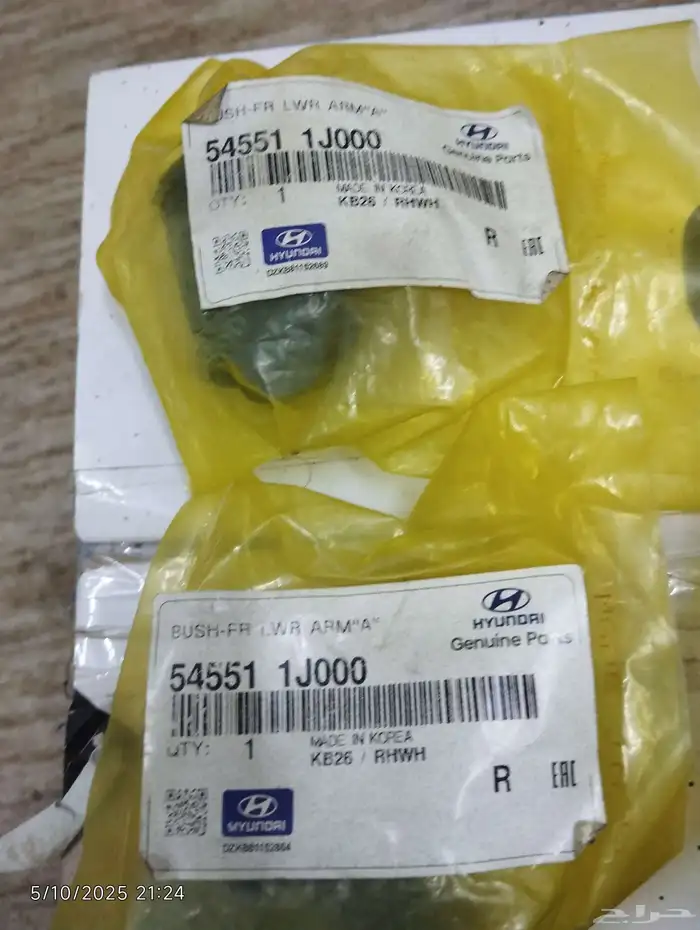 BUSH-FR LWR ARM"A"
54551 1J000
HYUNDAI
Genuine Parts
QTY: 1
MADE IN KOREA
KB26 / RHWH
R
EAC
HYUNDAI
BUSH-FR LWR ARM"A"
54551 1J000
HYUNDAI
Genuine Parts
QTY: 1
MADE IN KOREA
KB26 / RHWH
R
EAC
HYUNDAI
5/10/2025 21:24
حراج